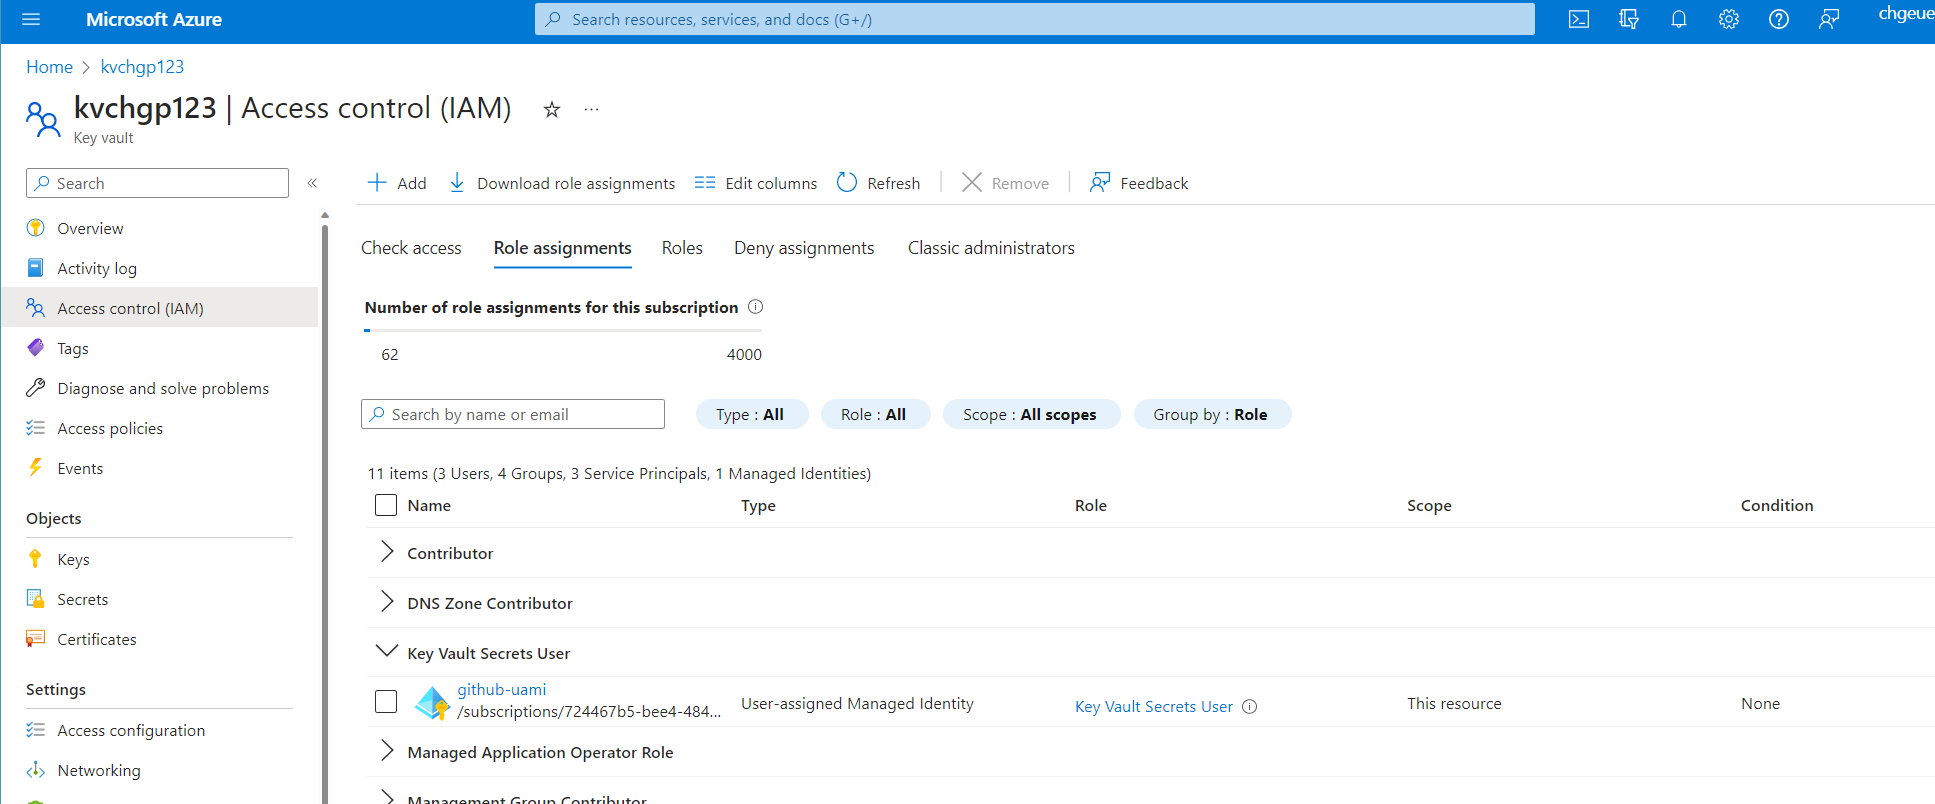 Microsoft Azure
Search resources, services, and docs (G+/)
chgeue
Home > kvchgp123
kvchgp123 | Access control (IAM)
Key vault
Search
Add
Download role assignments
Edit columns
Refresh
Remove
Feedback
Overview
Activity log
Access control (IAM)
Tags
Diagnose and solve problems
Access policies
Events
Objects
Keys
Secrets
Certificates
Settings
Access configuration
Networking
Check access
Role assignments
Roles
Deny assignments
Classic administrators
Number of role assignments for this subscription
62
4000
Search by name or email
Type : All
Role : All
Scope : All scopes
Group by : Role
11 items (3 Users, 4 Groups, 3 Service Principals, 1 Managed Identities)
Name Type Role Scope Condition
Contributor
DNS Zone Contributor
Key Vault Secrets User
github-uami
/subscriptions/724467b5-bee4-484...
User-assigned Managed Identity
Key Vault Secrets User
This resource
None
Managed Application Operator Role
Management Group Contributor